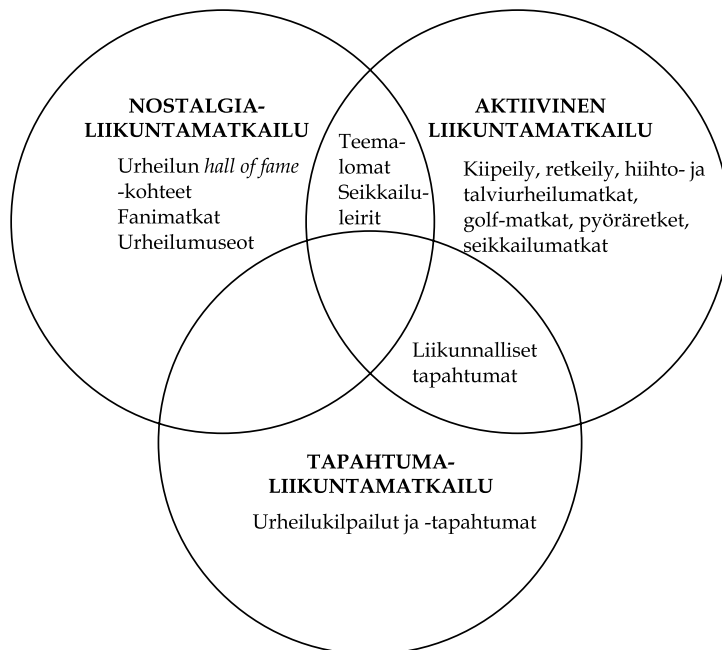 NOSTALGIA-
LIIKUNTAMATKAILU
Urheilun hall of fame
-kohteet
Fanimatkat
Urheilumuseot
Teema-
lomat
Seikkailu-
leirit
AKTIIVINEN
LIIKUNTAMATKAILU
Kiipeily, retkeily, hiihto- ja
talviurheilumatkat,
golf-matkat, pyöräretket,
seikkailumatkat
Liikunnalliset
tapahtumat
TAPAHTUMA-
LIIKUNTAMATKAILU
Urheilukilpailut ja -tapahtumat